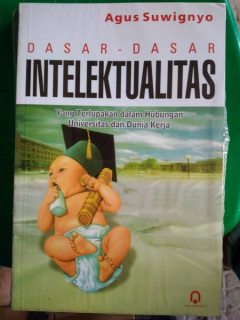 Agus Suwignyo
DASAR-DASAR
INTELEKTUALITAS
Yang Terlupakan dalam Hubungan
Universitas dan Dunia Kerja